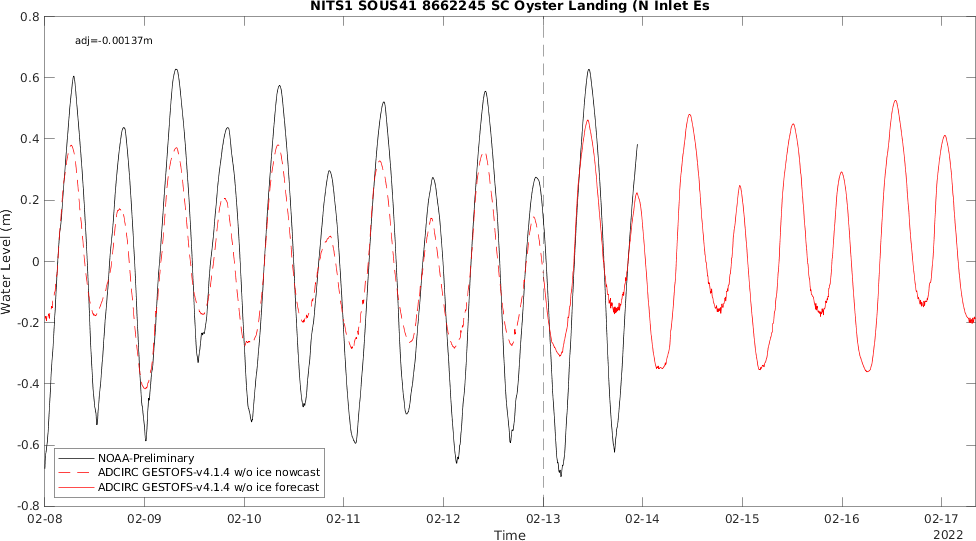 NITS1 SOUS41 8662245 SC Oyster Landing (N Inlet Es
adj=-0.00137m
0.8
0.6
0.4
0.2
0
-0.2
-0.4
-0.6
-0.8
Water Level (m)
NOAA-Preliminary
ADCIRC GESTOFS-v4.1.4 w/o ice nowcast
ADCIRC GESTOFS-v4.1.4 w/o ice forecast
02-08 02-09 02-10 02-11 02-12 02-13 02-14 02-15 02-16 02-17
Time
2022